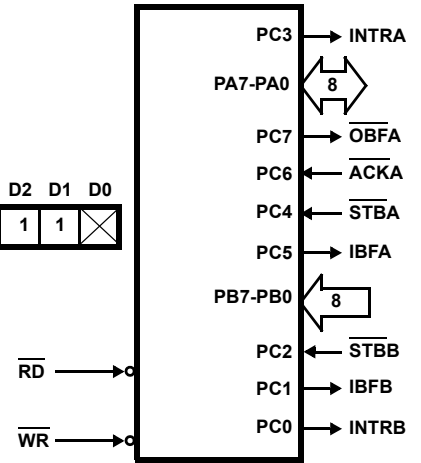 PC3 INTRA
PA7-PA0 8
PC7 OBFA
PC6 ACKA
D2 D1 D0
PC4 STBA
1 1
PC5 IBFA
PB7-PB0 8
PC2 STBB
RD
PC1 IBFB
PC0 INTRB
WR